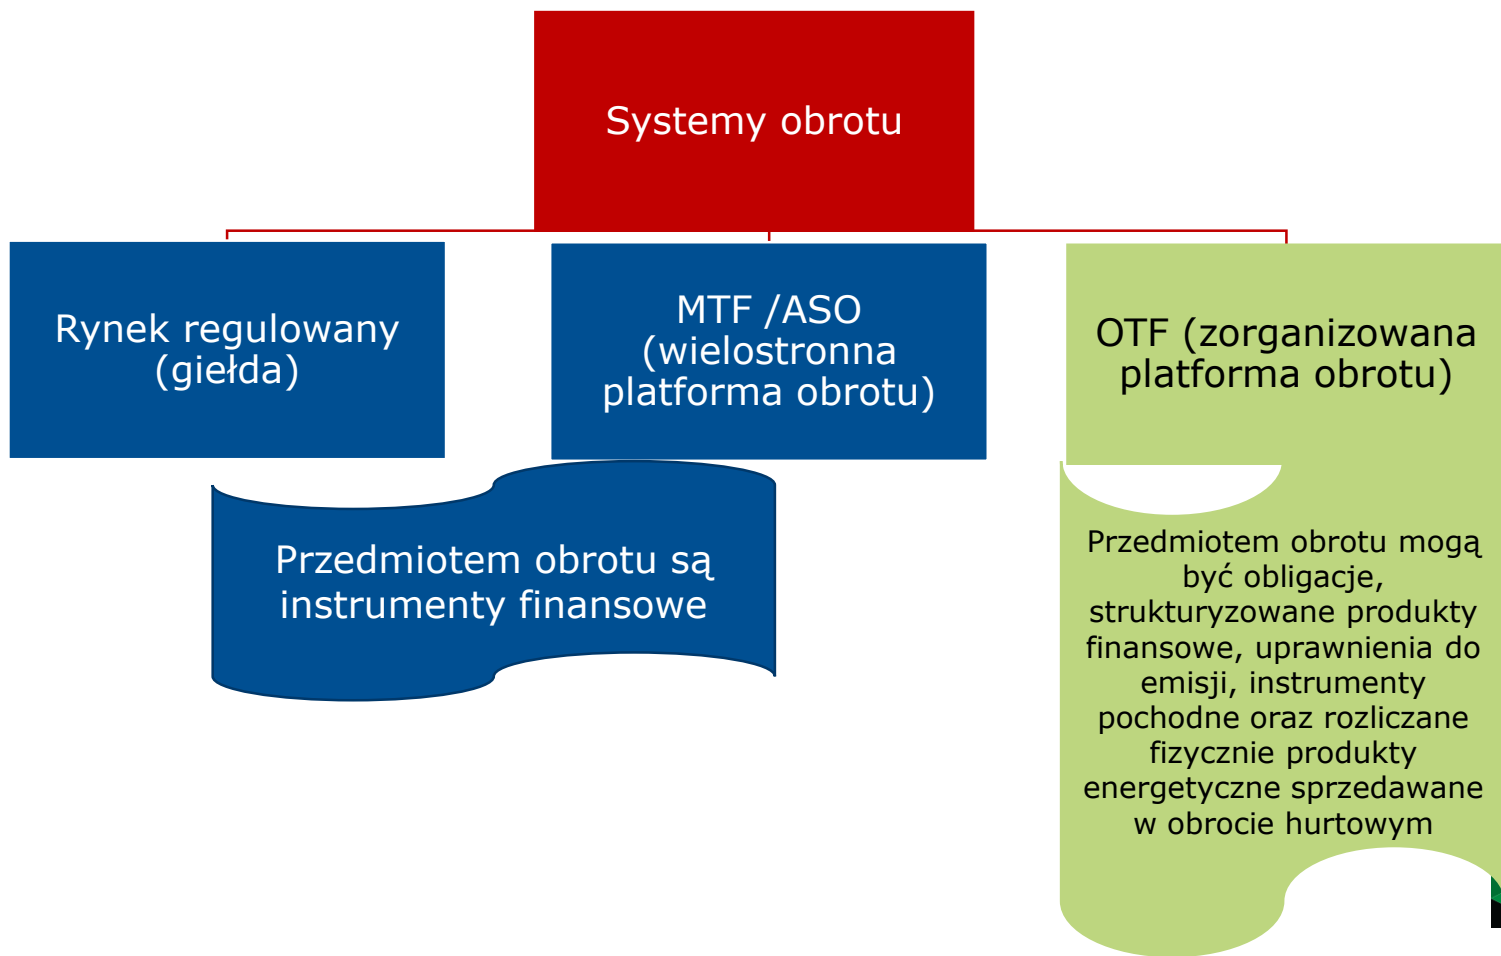 Systemy obrotu
Rynek regulowany
(giełda)
MTF /ASO
(wielostronna
platforma obrotu)
OTF (zorganizowana
platforma obrotu)
Przedmiotem obrotu są
instrumenty finansowe
Przedmiotem obrotu mogą
być obligacje,
strukturyzowane produkty
finansowe, uprawnienia do
emisji, instrumenty
pochodne oraz rozliczane
fizycznie produkty
energetyczne sprzedawane
w obrocie hurtowym